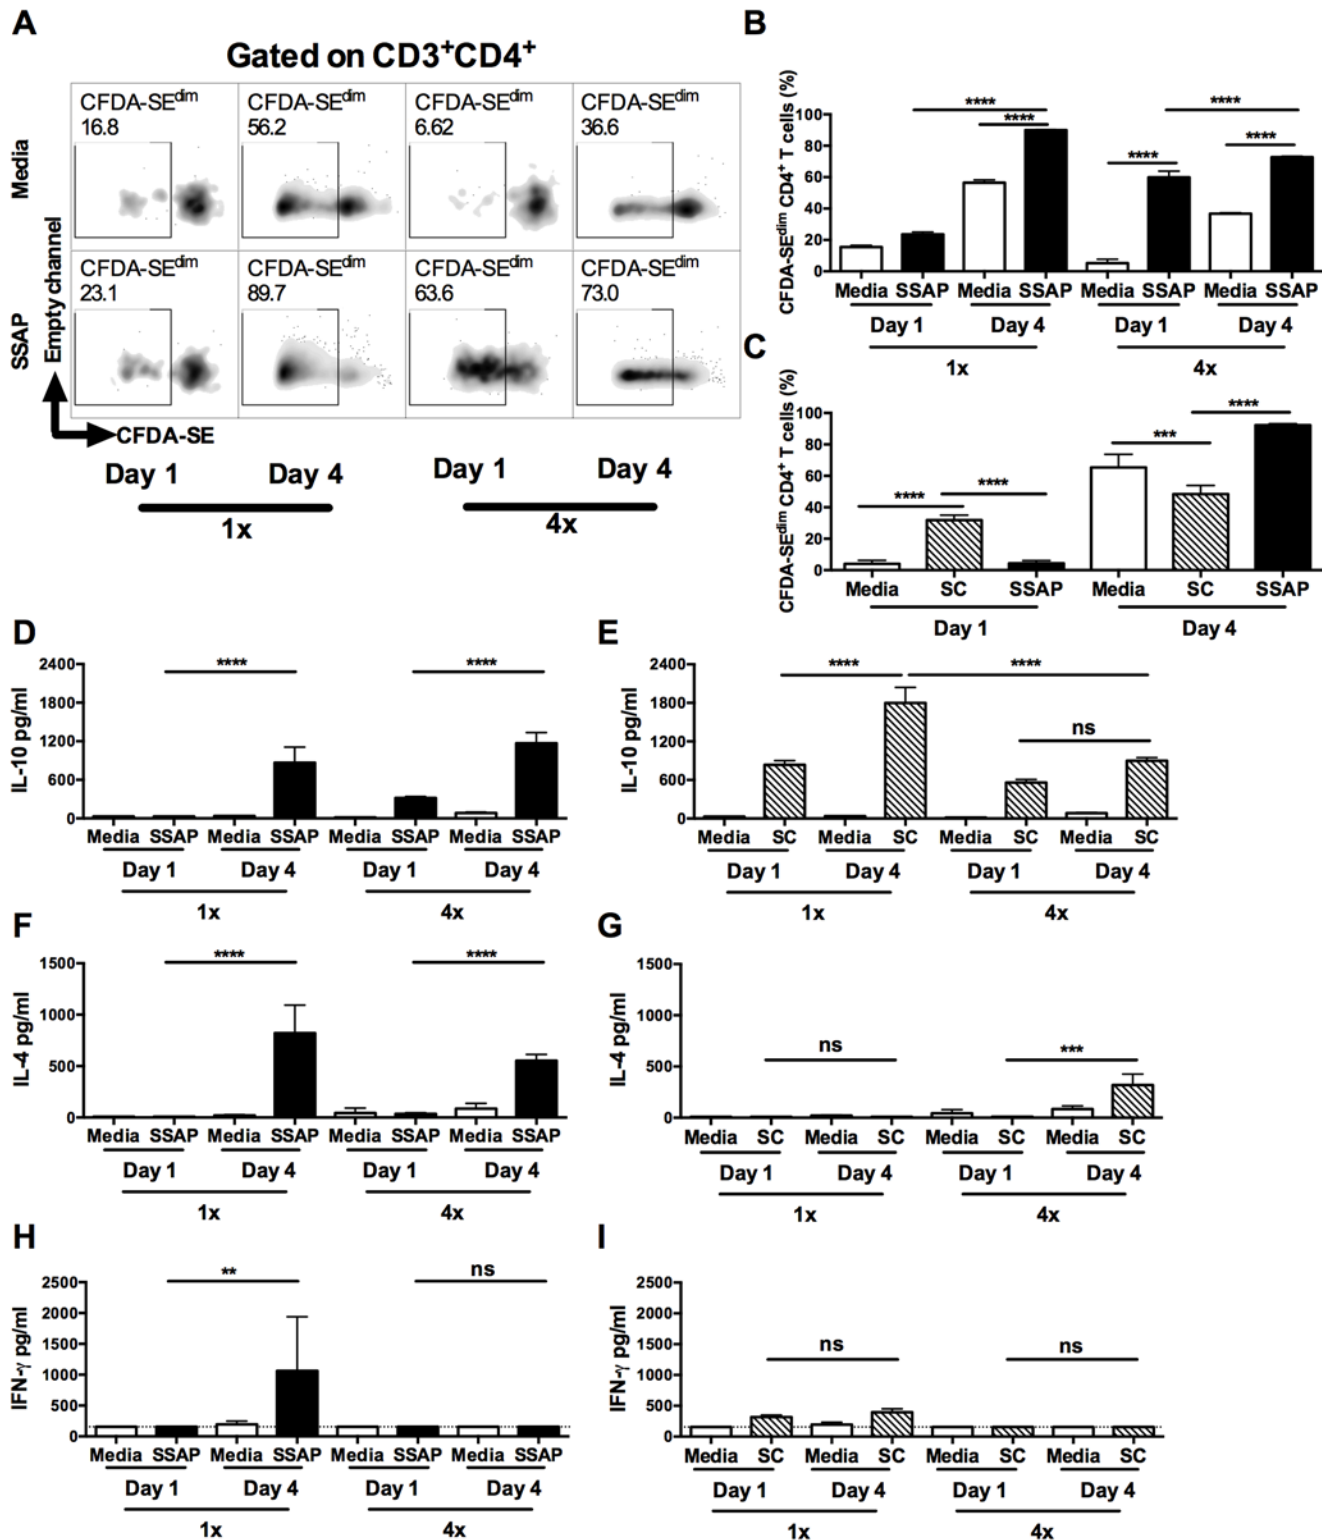 A
Gated on CD3+CD4+
CFDA-SEdim CFDA-SEdim CFDA-SEdim CFDA-SEdim
16.8 56.2 6.62 36.6
Media
CFDA-SEdim CFDA-SEdim CFDA-SEdim CFDA-SEdim
23.1 89.7 63.6 73.0
SSAP
Empty channel
CFDA-SE
Day 1 Day 4 Day 1 Day 4
1x 4x
B
CFDA-SEdim CD4+ T cells (%)
100
80
60
40
20
0
**** ****
**** **** ****
Media SSAP Media SSAP Media SSAP Media SSAP
Day 1 Day 4 Day 1 Day 4
1x 4x
C
CFDA-SEdim CD4+ T cells (%)
100
80
60
40
20
0
**** **** *** ****
Media SC SSAP Media SC SSAP
Day 1 Day 4
D
IL-10 pg/ml
2400
1800
1200
600
0
**** ****
Media SSAP Media SSAP Media SSAP Media SSAP
Day 1 Day 4 Day 1 Day 4
1x 4x
E
IL-10 pg/ml
2400
1800
1200
600
0
**** ****
ns
Media SC Media SC Media SC Media SC
Day 1 Day 4 Day 1 Day 4
1x 4x
F
IL-4 pg/ml
1500
1000
500
0
**** ****
Media SSAP Media SSAP Media SSAP Media SSAP
Day 1 Day 4 Day 1 Day 4
1x 4x
G
IL-4 pg/ml
1500
1000
500
0
ns ***
Media SC Media SC Media SC Media SC
Day 1 Day 4 Day 1 Day 4
1x 4x
H
IFN-γ pg/ml
2500
2000
1500
1000
500
0
** ns
Media SSAP Media SSAP Media SSAP Media SSAP
Day 1 Day 4 Day 1 Day 4
1x 4x
I
IFN-γ pg/ml
2500
2000
1500
1000
500
0
ns ns
Media SC Media SC Media SC Media SC
Day 1 Day 4 Day 1 Day 4
1x 4x